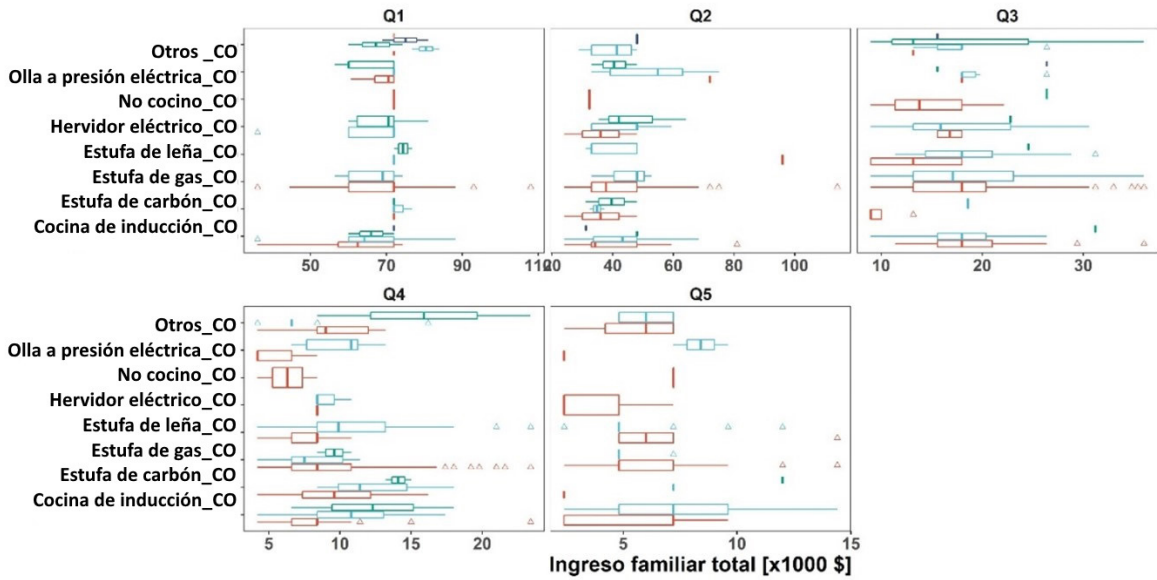 Q1 Q2 Q3
Otros _CO
Olla a presión eléctrica_CO
No cocino_CO
Hervidor eléctrico_CO
Estufa de leña_CO
Estufa de gas_CO
Estufa de carbón_CO
Cocina de inducción_CO
50 70 90 40 60 80 100 10 20 30
Q4 Q5
Otros_CO
Olla a presión eléctrica_CO
No cocino_CO
Hervidor eléctrico_CO
Estufa de leña_CO
Estufa de gas_CO
Estufa de carbón_CO
Cocina de inducción_CO
5 10 15 20 5 10 15
Ingreso familiar total [x1000 $]